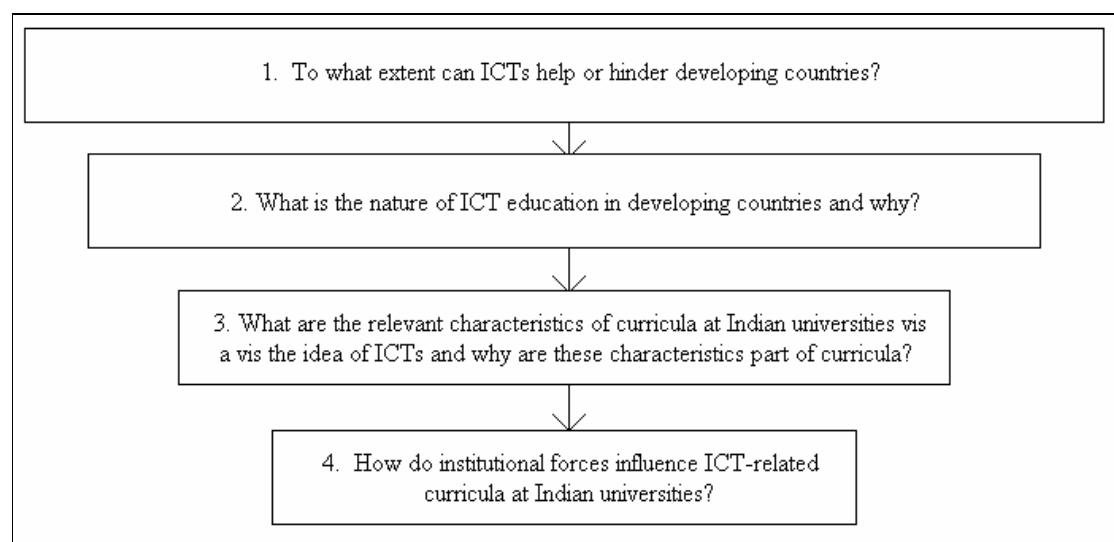 1. To what extent can ICTs help or hinder developing countries?
2. What is the nature of ICT education in developing countries and why?
3. What are the relevant characteristics of curricula at Indian universities vis
a vis the idea of ICTs and why are these characteristics part of curricula?
4. How do institutional forces influence ICT-related
curricula at Indian universities?